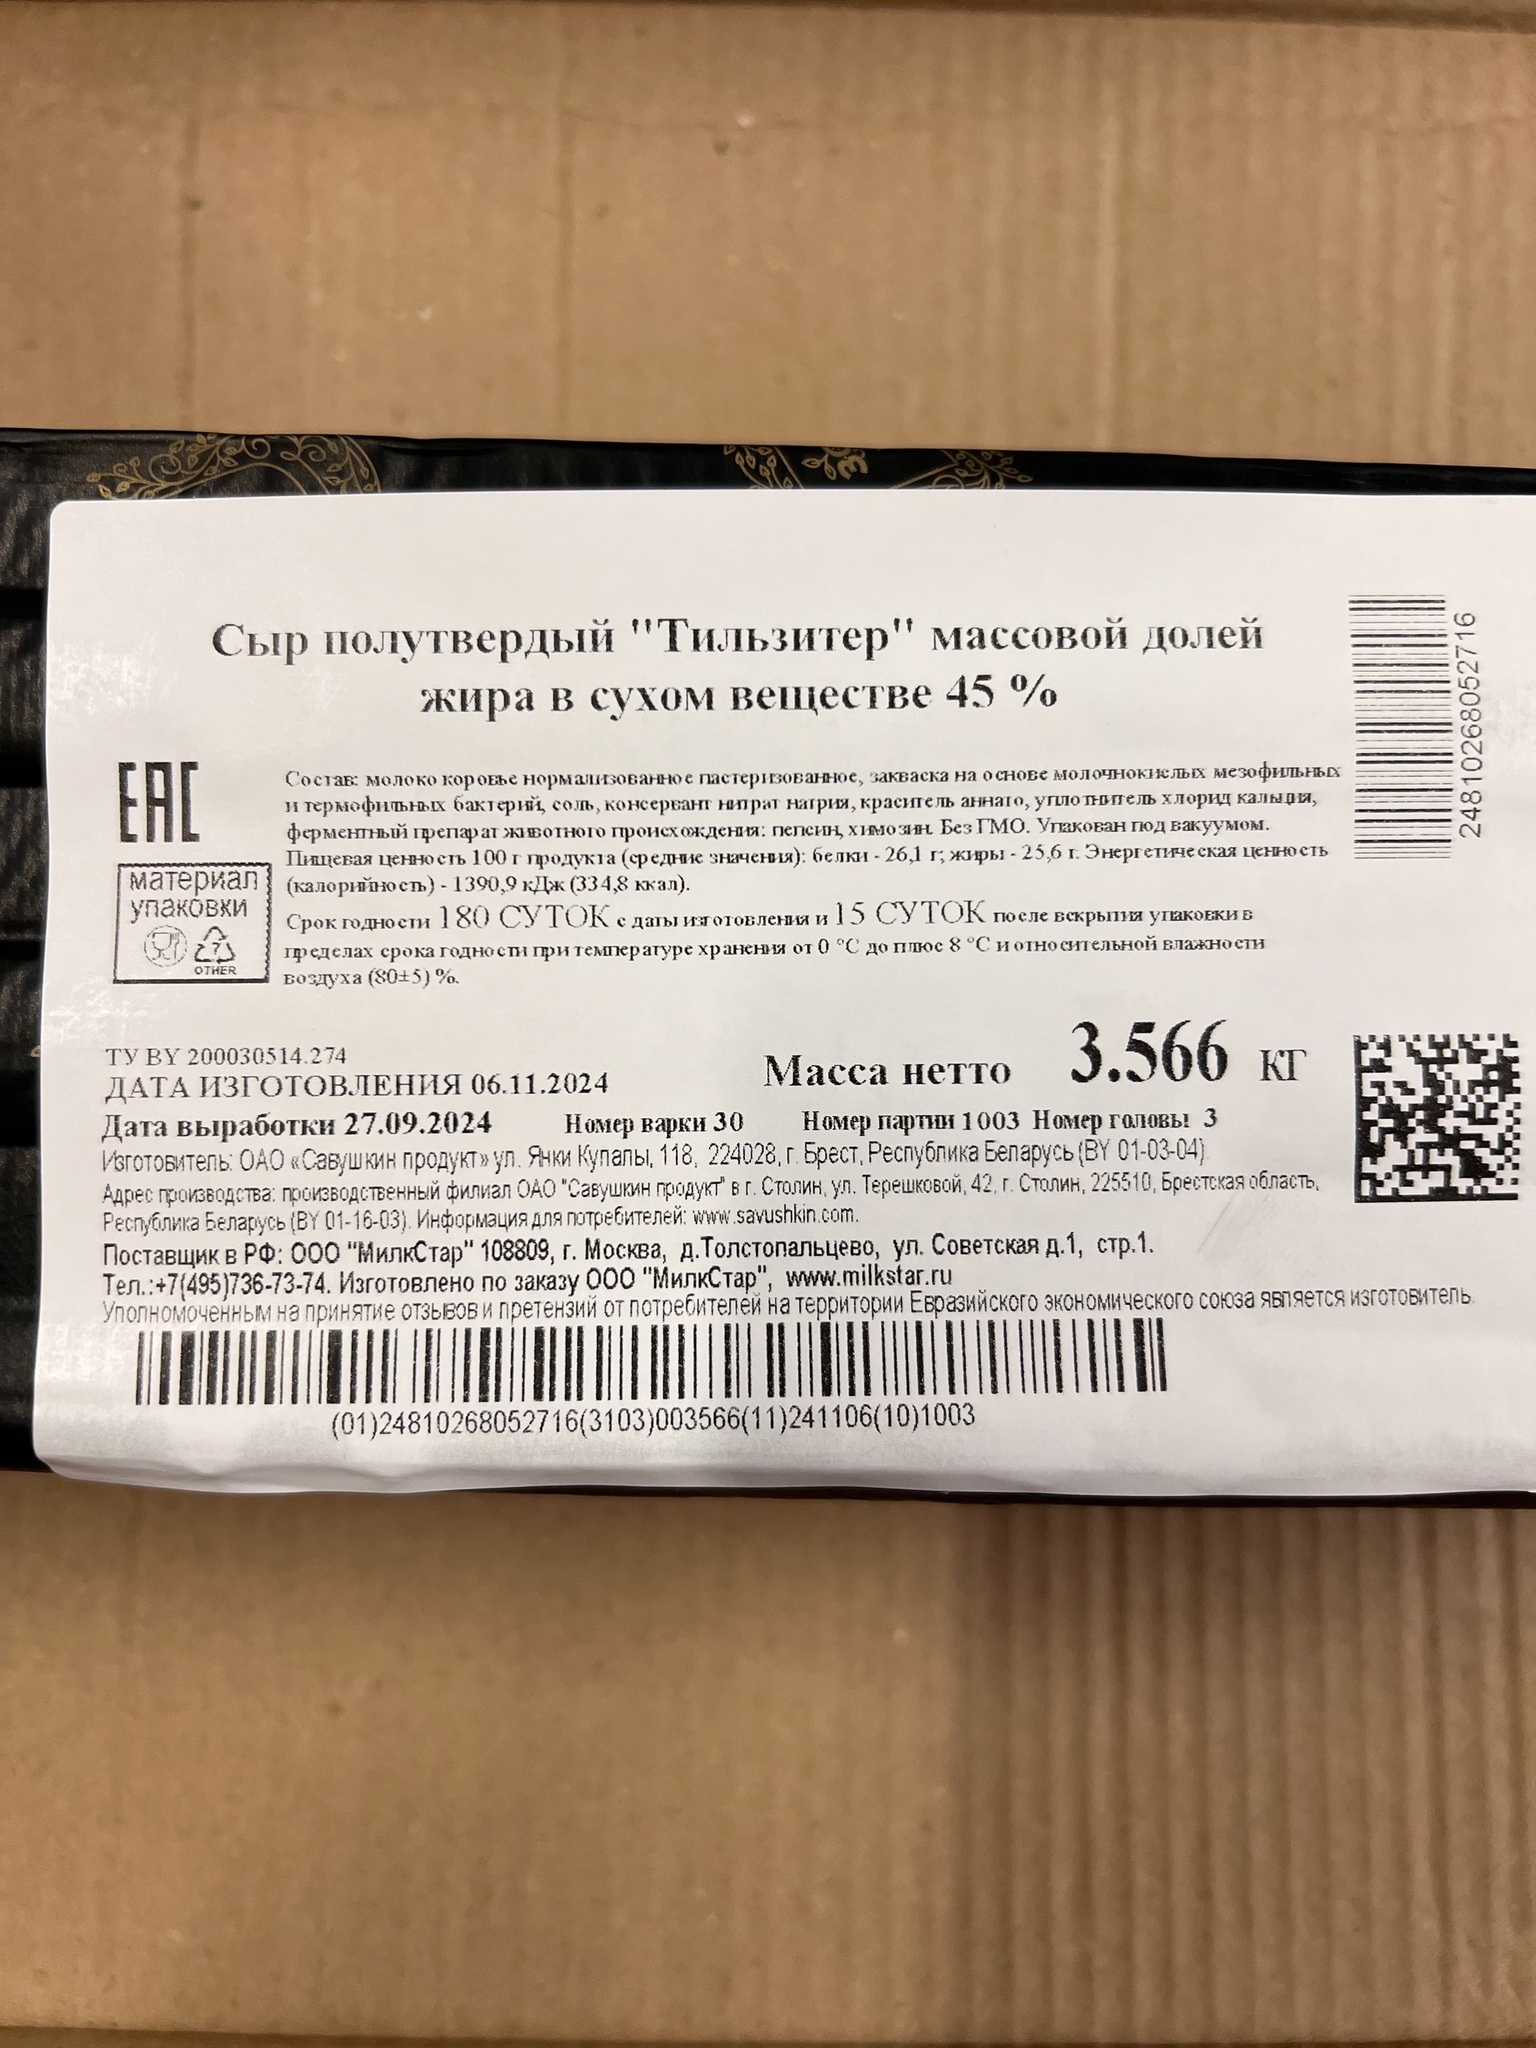 Сыр полутвердый "Тильзитер" массовой долей
жира в сухом веществе 45 %
24810268052716
EAC
Состав: молоко коровье нормализованное пастеризованное, закваска на основе молочнокислых мезофильных
и термофильных бактерий, соль, консервант нитрат натрия, краситель аннато, уплотнитель хлорид кальция,
ферментный препарат животного происхождения: пепсин, химозин. Без ГМО. Упакован под вакуумом.
Пищевая ценность 100 г продукта (средние значения): белки - 26,1 г; жиры - 25,6 г. Энергетическая ценность
(калорийность) - 1390,9 кДж (334,8 ккал).
материал
упаковки
7
OTHER
Срок годности 180 СУТОК с даты изготовления и 15 СУТОК после вскрытия упаковки в
пределах срока годности при температуре хранения от 0 °С до плюс 8 °С и относительной влажности
воздуха (80±5) %.
ТУ BY 200030514.274
ДАТА ИЗГОТОВЛЕНИЯ 06.11.2024
Масса нетто 3.566 КГ
Дата выработки 27.09.2024 Номер варки 30 Номер партии 1003 Номер головы 3
Изготовитель: ОАО «Савушкин продукт» ул. Янки Купалы, 118, 224028, г. Брест, Республика Беларусь (BY 01-03-04).
Адрес производства: производственный филиал ОАО "Савушкин продукт" в г. Столин, ул. Терешковой, 42, г. Столин, 225510, Брестская область,
Республика Беларусь (BY 01-16-03). Информация для потребителей: www.savushkin.com.
Поставщик в РФ: ООО "МилкСтар" 108809, г. Москва, д.Толстопальцево, ул. Советская д.1, стр.1.
Тел.:+7(495)736-73-74. Изготовлено по заказу ООО "МилкСтар", www.milkstar.ru
Уполномоченным на принятие отзывов и претензий от потребителей на территории Евразийского экономического союза является изготовитель.
(01)24810268052716(3103)003566(11)241106(10)1003